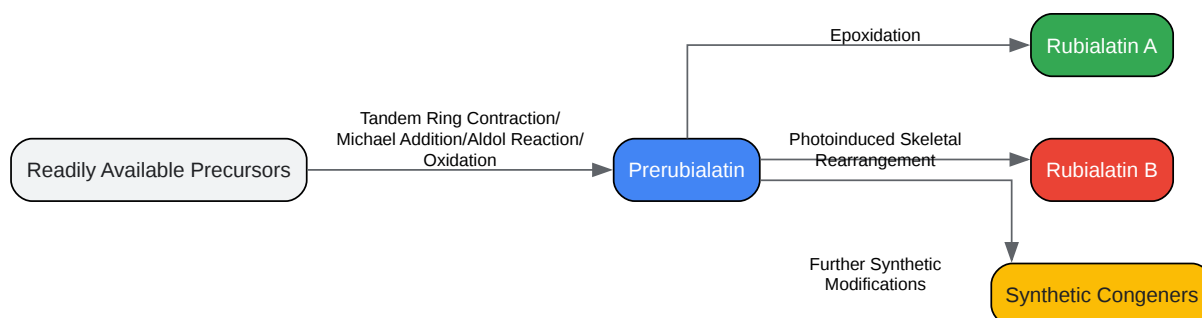 Epoxidation
Rubialatin A
Tandem Ring Contraction/
Michael Addition/Aldol Reaction/
Oxidation
Readily Available Precursors
Prerubialatin
Photoinduced Skeletal
Rearrangement
Rubialatin B
Further Synthetic
Modifications
Synthetic Congeners